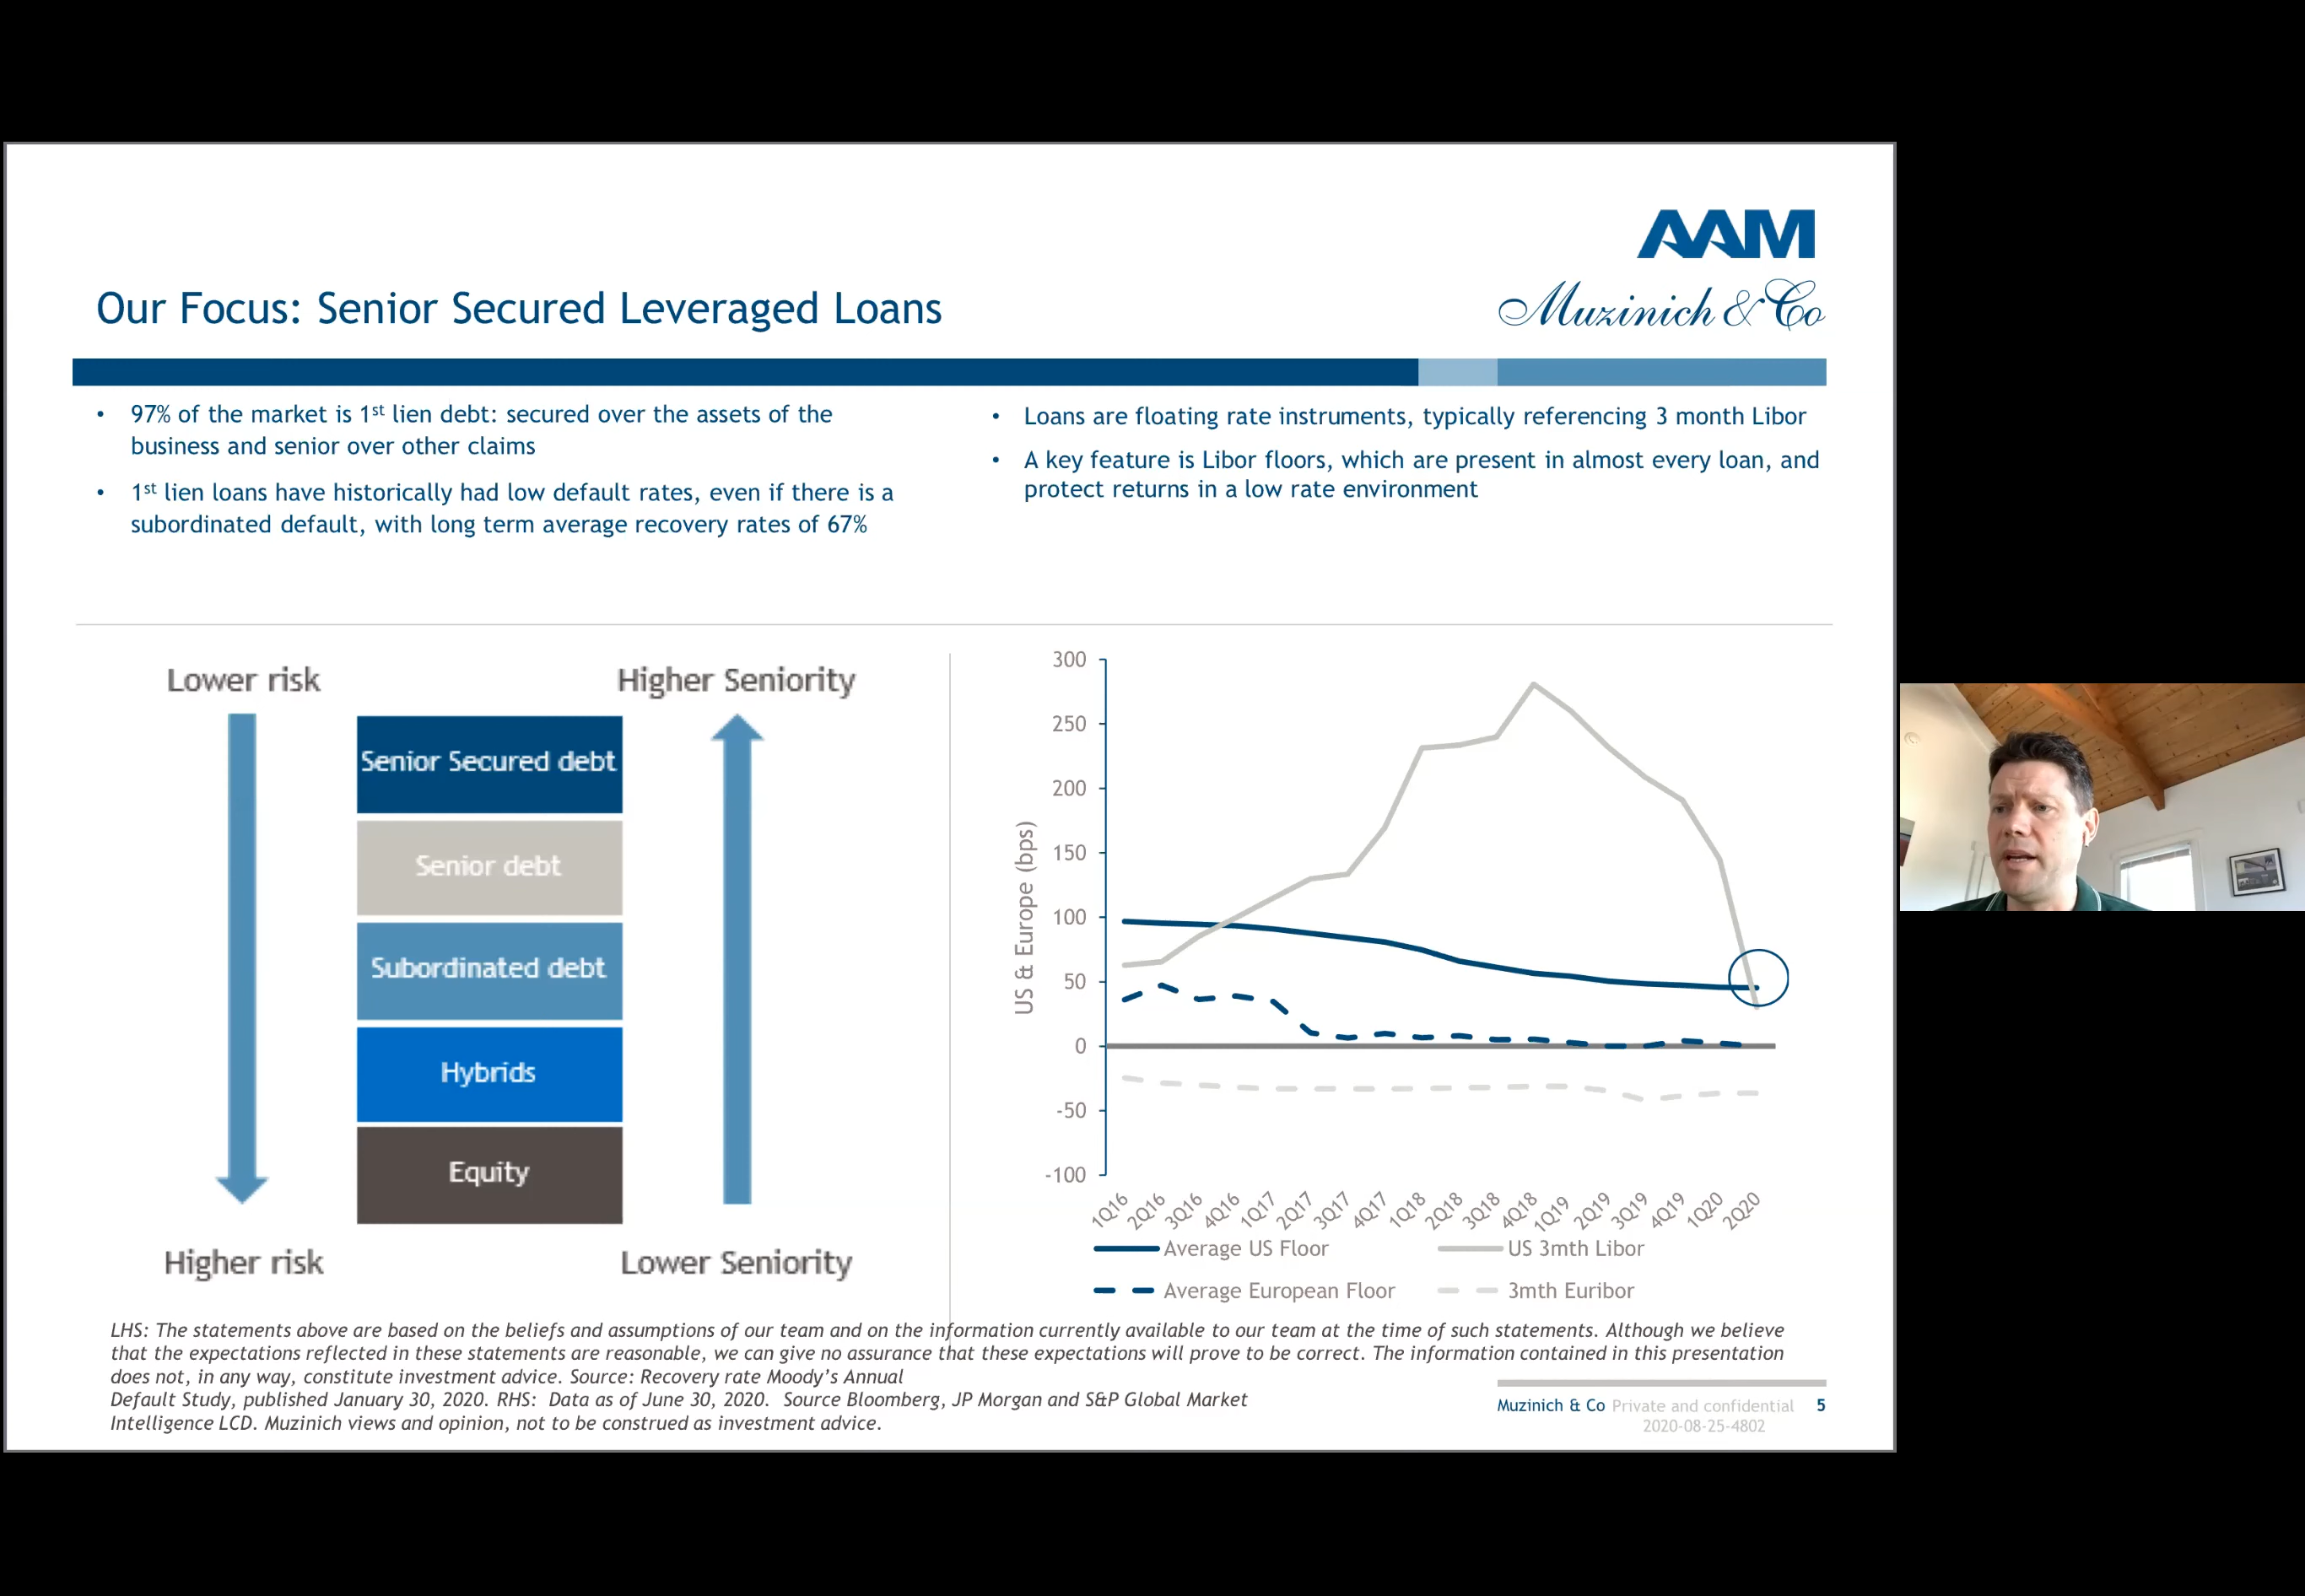 AAM
Muzinich & Co
Our Focus: Senior Secured Leveraged Loans
• 97% of the market is 1st lien debt: secured over the assets of the
business and senior over other claims
• 1st lien loans have historically had low default rates, even if there is a
subordinated default, with long term average recovery rates of 67%
• Loans are floating rate instruments, typically referencing 3 month Libor
• A key feature is Libor floors, which are present in almost every loan, and
protect returns in a low rate environment
Lower risk
Higher Seniority
Senior Secured debt
Senior debt
Subordinated debt
Hybrids
Equity
Higher risk
Lower Seniority
US & Europe (bps)
300
250
200
150
100
50
0
-50
-100
1Q16 2Q16 3Q16 4Q16 1Q17 2Q17 3Q17 4Q17 1Q18 2Q18 3Q18 4Q18 1Q19 2Q19 3Q19 4Q19 1Q20 2Q20
Average US Floor US 3mth Libor
Average European Floor 3mth Euribor
LHS: The statements above are based on the beliefs and assumptions of our team and on the information currently available to our team at the time of such statements. Although we believe
that the expectations reflected in these statements are reasonable, we can give no assurance that these expectations will prove to be correct. The information contained in this presentation
does not, in any way, constitute investment advice. Source: Recovery rate Moody's Annual
Default Study, published January 30, 2020. RHS: Data as of June 30, 2020. Source Bloomberg, JP Morgan and S&P Global Market
Intelligence LCD. Muzinich views and opinion, not to be construed as investment advice.
Muzinich & Co Private and confidential 5
2020-08-25-4802